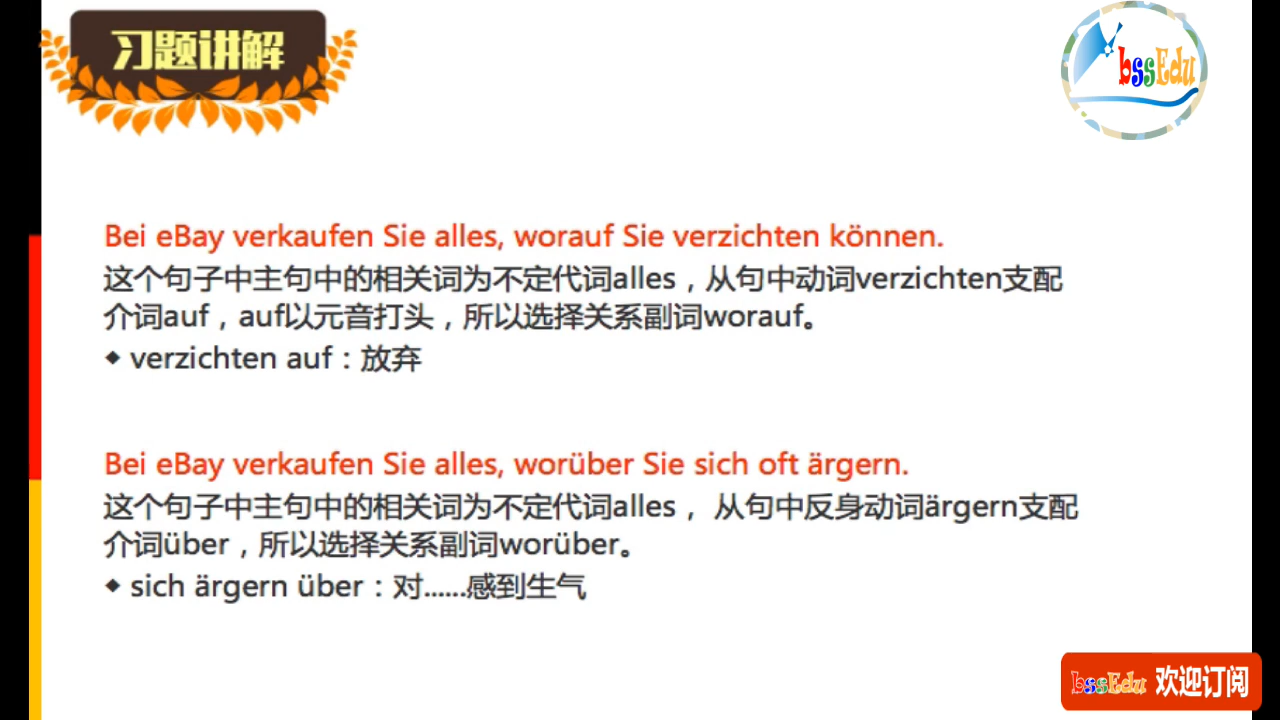 习题讲解
bssEdu
Bei eBay verkaufen Sie alles, worauf Sie verzichten können.
这个句子中主句中的相关词为不定代词alles，从句中动词verzichten支配
介词auf，auf以元音打头，所以选择关系副词worauf。
◆ verzichten auf：放弃
Bei eBay verkaufen Sie alles, worüber Sie sich oft ärgern.
这个句子中主句中的相关词为不定代词alles， 从句中反身动词ärgern支配
介词über，所以选择关系副词worüber。
◆ sich ärgern über：对......感到生气
bssEdu 欢迎订阅